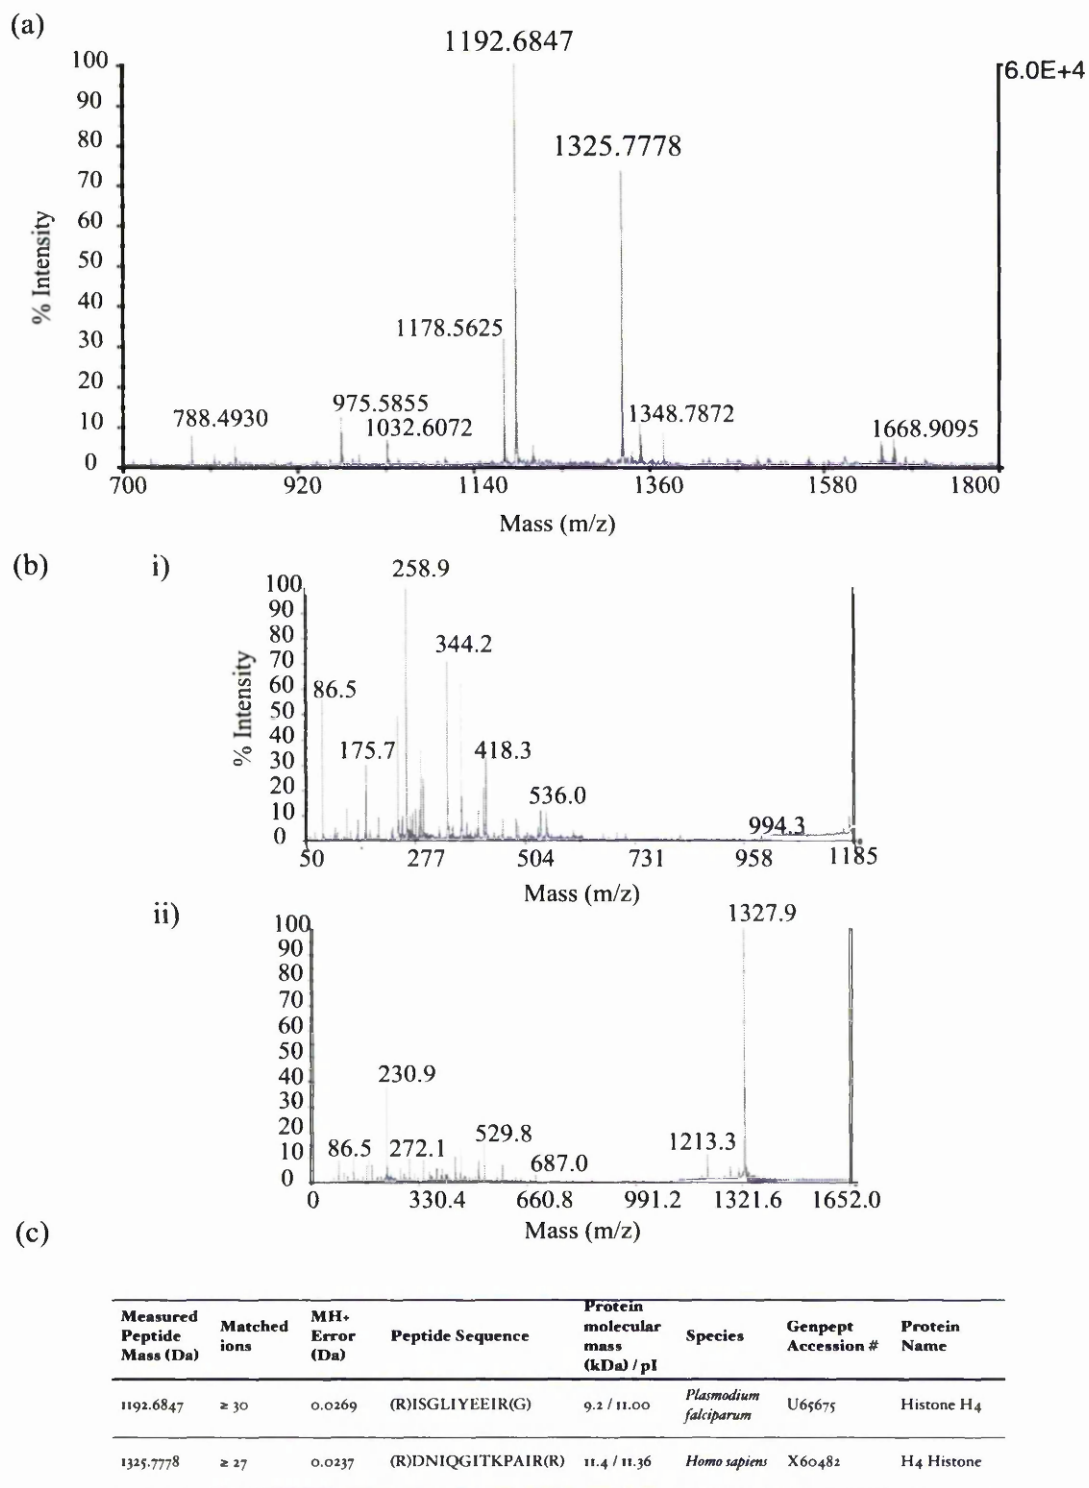 (a)
1192.6847
6.0E+4
1325.7778
1178.5625
975.5855
788.4930
1032.6072
1348.7872
1668.9095
100
90
80
70
60
50
40
30
20
10
0
% Intensity
700 920 1140 1360 1580 1800
Mass (m/z)
(b)
i)
258.9
344.2
86.5
175.7
418.3
536.0
994.3
100
90
80
70
60
50
40
30
20
10
0
% Intensity
50 277 504 731 958 1185
Mass (m/z)
ii)
1327.9
230.9
529.8
86.5
272.1
687.0
1213.3
100
90
80
70
60
50
40
30
20
10
0
0 330.4 660.8 991.2 1321.6 1652.0
Mass (m/z)
(c)
Measured
Peptide
Mass (Da)
Matched
ions
MH+
Error
(Da)
Peptide Sequence
Protein
molecular
mass
(kDa) / pI
Species
Genpept
Accession #
Protein
Name
1192.6847 ≥ 30 0.0269 (R)ISGLIYEEIR(G) 9.2 / 11.00 Plasmodium falciparum U65675 Histone H4
1325.7778 ≥ 27 0.0237 (R)DNIQGITKPAIR(R) 11.4 / 11.36 Homo sapiens X60482 H4 Histone